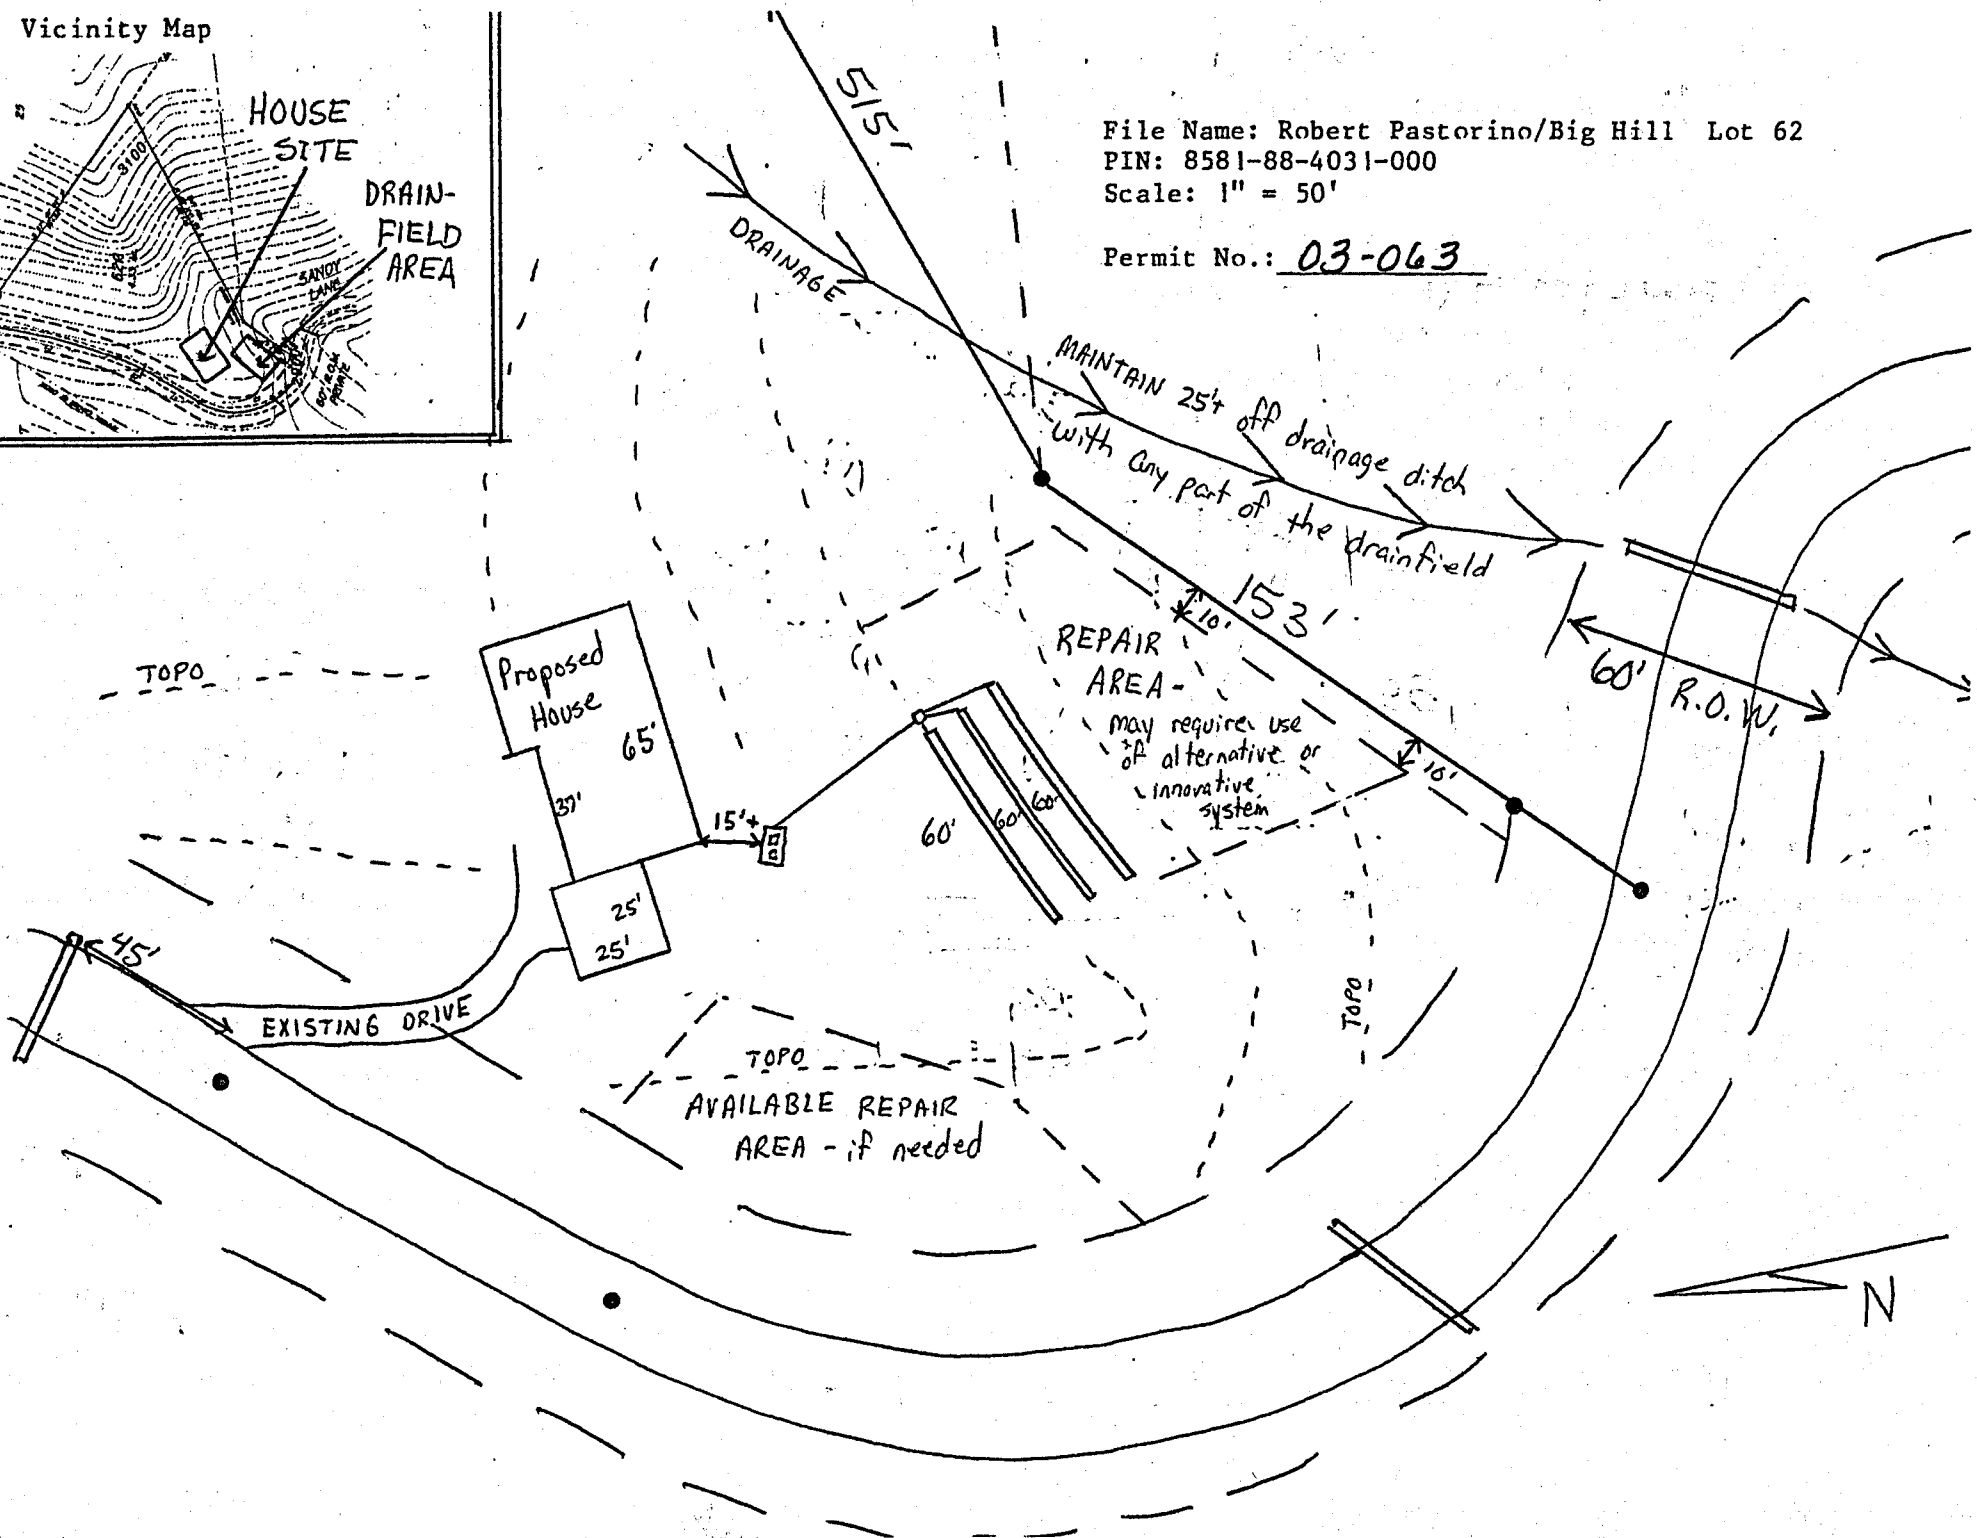 Vicinity Map
HOUSE
SITE
DRAIN-
FIELD
AREA
3100
SANDY
LANE
60' R.O.W.
PRIVATE
515'
File Name: Robert Pastorino/Big Hill Lot 62
PIN: 8581-88-4031-000
Scale: 1" = 50'
Permit No.: 03-063
DRAINAGE
MAINTAIN 25'+ off drainage ditch
with any part of the drainfield
153'
10'
60'
R.O.W.
TOPO
Proposed
House
65'
37'
15'+
25'
25'
REPAIR
AREA-
may require use
of alternative or
innovative
system
10'
60'
60'
60'
45'
EXISTING DRIVE
TOPO
TOPO
AVAILABLE REPAIR
AREA - if needed
N